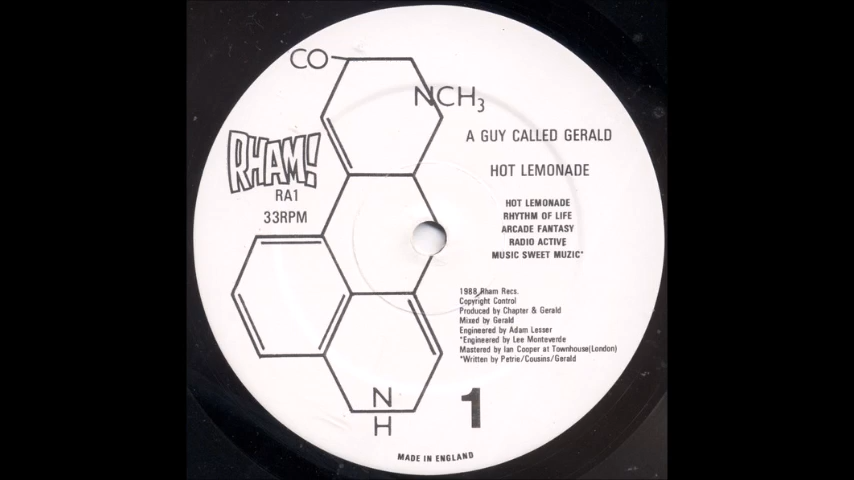 CO
NCH3
A GUY CALLED GERALD
RHAM!
HOT LEMONADE
RA1
33RPM
HOT LEMONADE
RHYTHM OF LIFE
ARCADE FANTASY
RADIO ACTIVE
MUSIC SWEET MUZIC*
1988 Rham Recs.
Copyright Control
Produced by Chapter & Gerald
Mixed by Gerald
Engineered by Adam Lesser
*Engineered by Lee Monteverde
Mastered by Ian Cooper at Townhouse(London)
*Written by Petrie/Cousins/Gerald
N
H
1
MADE IN ENGLAND